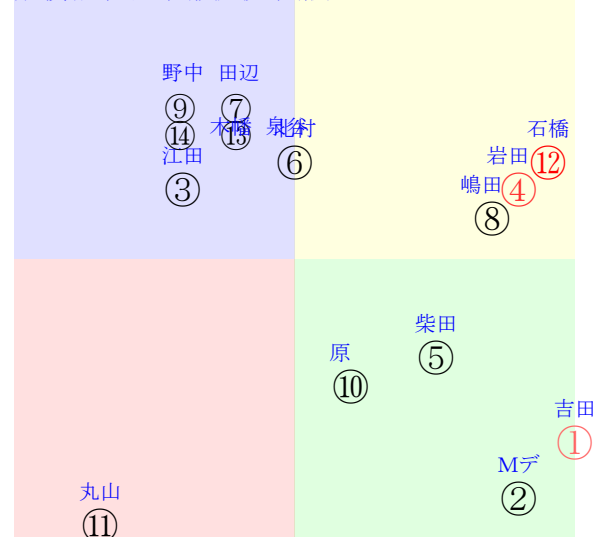 野中 田辺
⑨ ⑦
石橋
⑭ ⑬
江田 ⑥ 岩田 ⑫
③ 嶋田 ④
⑧
柴田
原 ⑤
⑩
吉田
①
Mデ
②
丸山
⑪